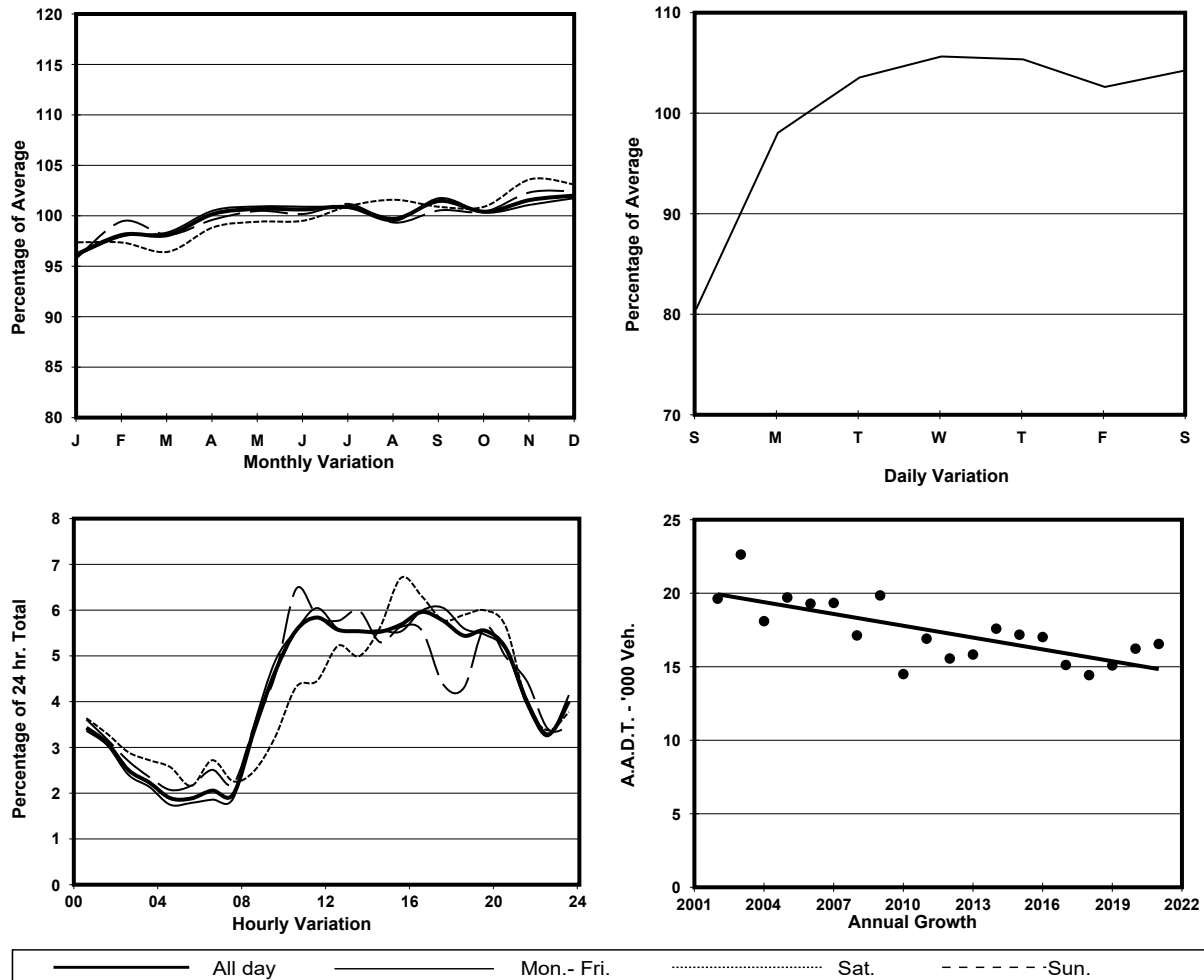 120
115
110
105
100
95
90
85
80
Percentage of Average
J F M A M J J A S O N D
Monthly Variation
110
100
90
80
70
Percentage of Average
S M T W T F S
Daily Variation
8
7
6
5
4
3
2
1
0
Percentage of 24 hr. Total
00 04 08 12 16 20 24
Hourly Variation
25
20
15
10
5
0
A.A.D.T. - '000 Veh.
2001 2004 2007 2010 2013 2016 2019 2022
Annual Growth
All day Mon.- Fri. Sat. Sun.